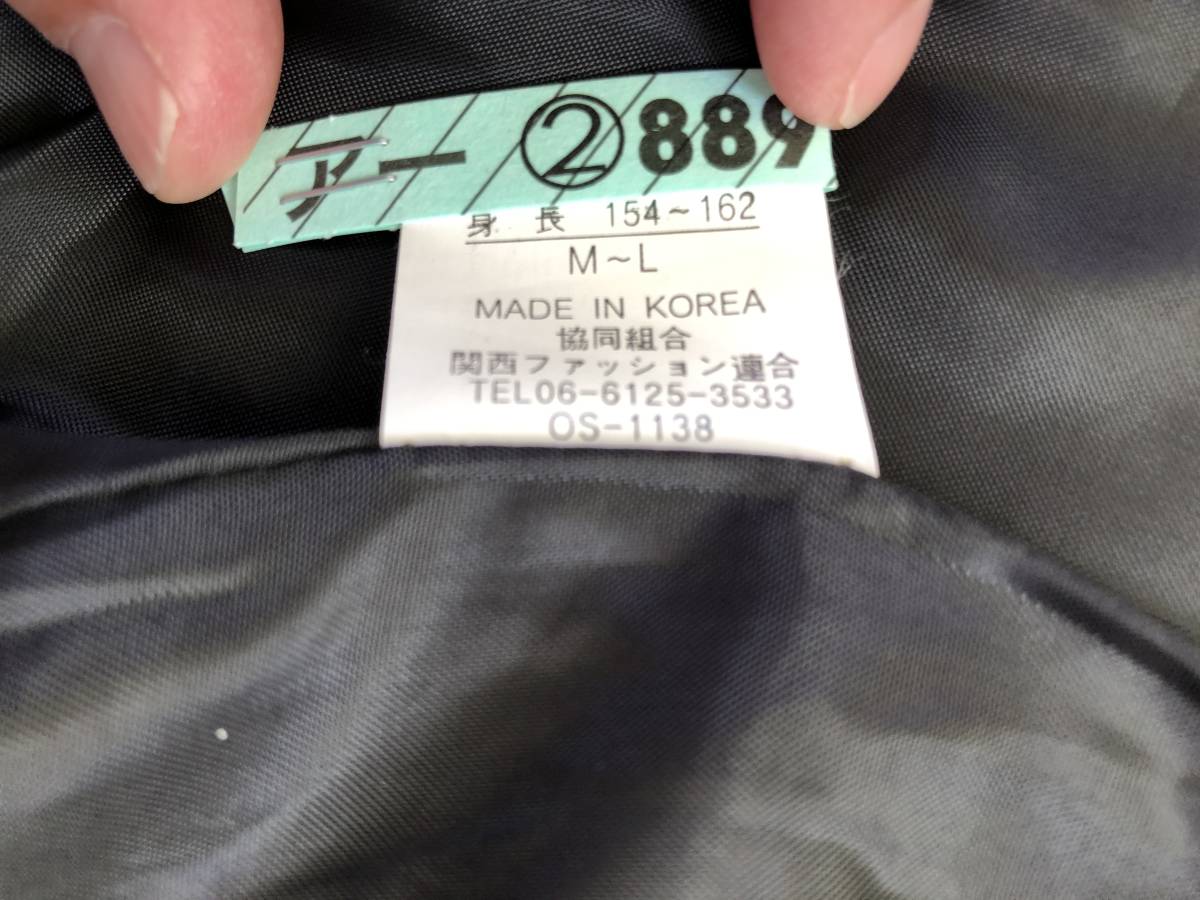 アー ②889
身 長 154~162
M~L
MADE IN KOREA
協同組合
関西ファッション連合
TEL06-6125-3533
OS-1138